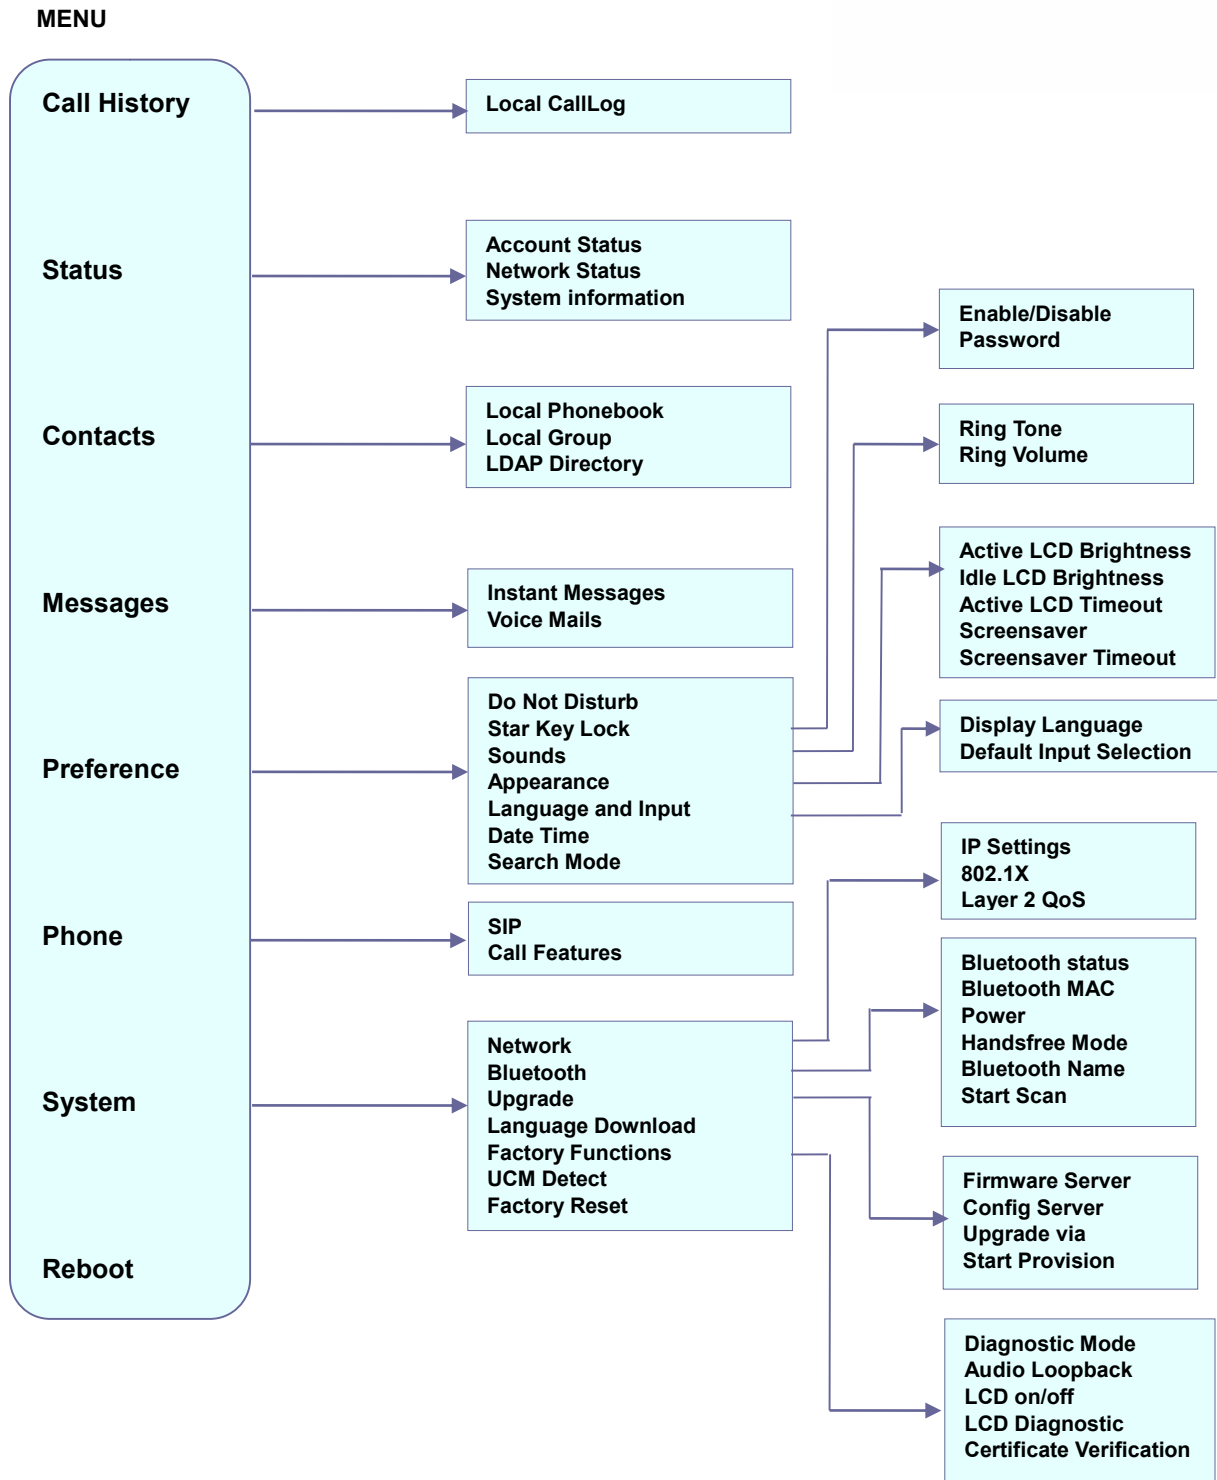 MENU
Call History
Local CallLog
Status
Account Status
Network Status
System information
Enable/Disable
Password
Contacts
Local Phonebook
Local Group
LDAP Directory
Ring Tone
Ring Volume
Messages
Instant Messages
Voice Mails
Active LCD Brightness
Idle LCD Brightness
Active LCD Timeout
Screensaver
Screensaver Timeout
Preference
Do Not Disturb
Star Key Lock
Sounds
Appearance
Language and Input
Date Time
Search Mode
Display Language
Default Input Selection
Phone
SIP
Call Features
IP Settings
802.1X
Layer 2 QoS
System
Network
Bluetooth
Upgrade
Language Download
Factory Functions
UCM Detect
Factory Reset
Bluetooth status
Bluetooth MAC
Power
Handsfree Mode
Bluetooth Name
Start Scan
Firmware Server
Config Server
Upgrade via
Start Provision
Reboot
Diagnostic Mode
Audio Loopback
LCD on/off
LCD Diagnostic
Certificate Verification